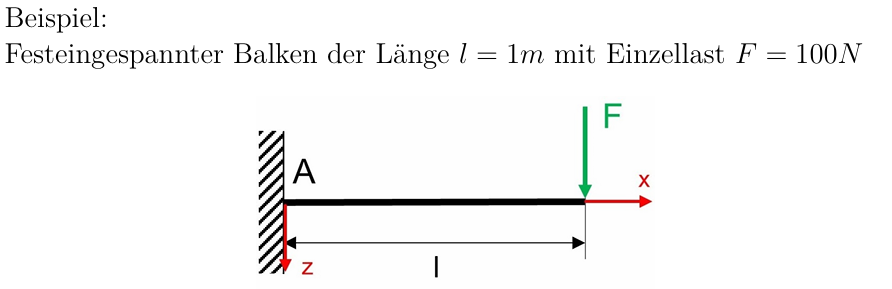 Beispiel:
Festeingespannter Balken der Länge l = 1m mit Einzellast F = 100N
F
A
x
z
l